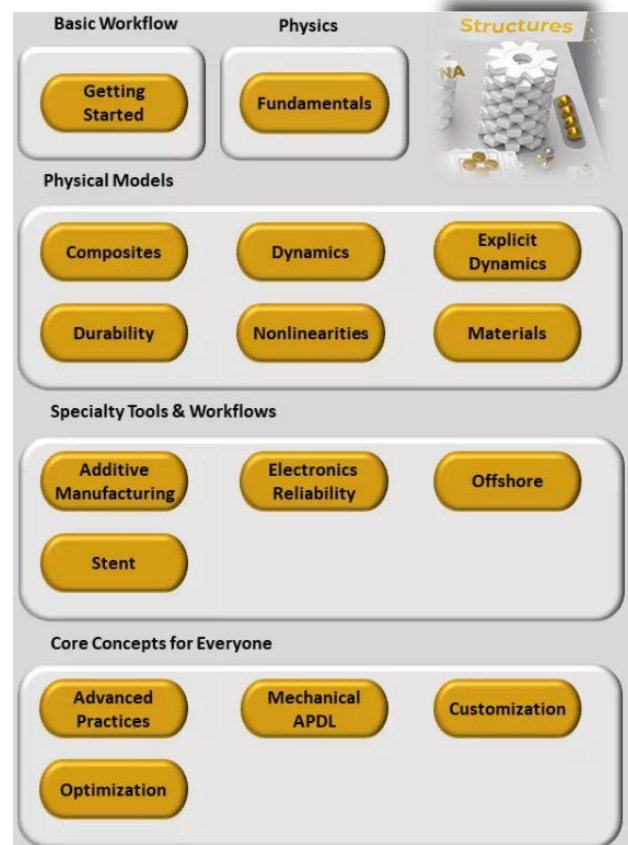 Basic Workflow
Physics
Structures
Getting
Started
Fundamentals
NA
Physical Models
Composites
Dynamics
Explicit
Dynamics
Durability
Nonlinearities
Materials
Specialty Tools & Workflows
Additive
Manufacturing
Electronics
Reliability
Offshore
Stent
Core Concepts for Everyone
Advanced
Practices
Mechanical
APDL
Customization
Optimization